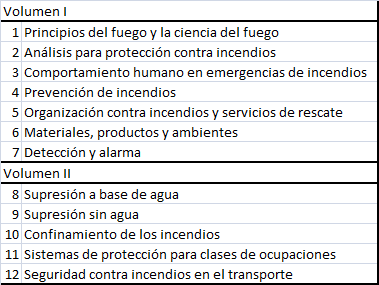 Volumen I
1 Principios del fuego y la ciencia del fuego
2 Análisis para protección contra incendios
3 Comportamiento humano en emergencias de incendios
4 Prevención de incendios
5 Organización contra incendios y servicios de rescate
6 Materiales, productos y ambientes
7 Detección y alarma
Volumen II
8 Supresión a base de agua
9 Supresión sin agua
10 Confinamiento de los incendios
11 Sistemas de protección para clases de ocupaciones
12 Seguridad contra incendios en el transporte